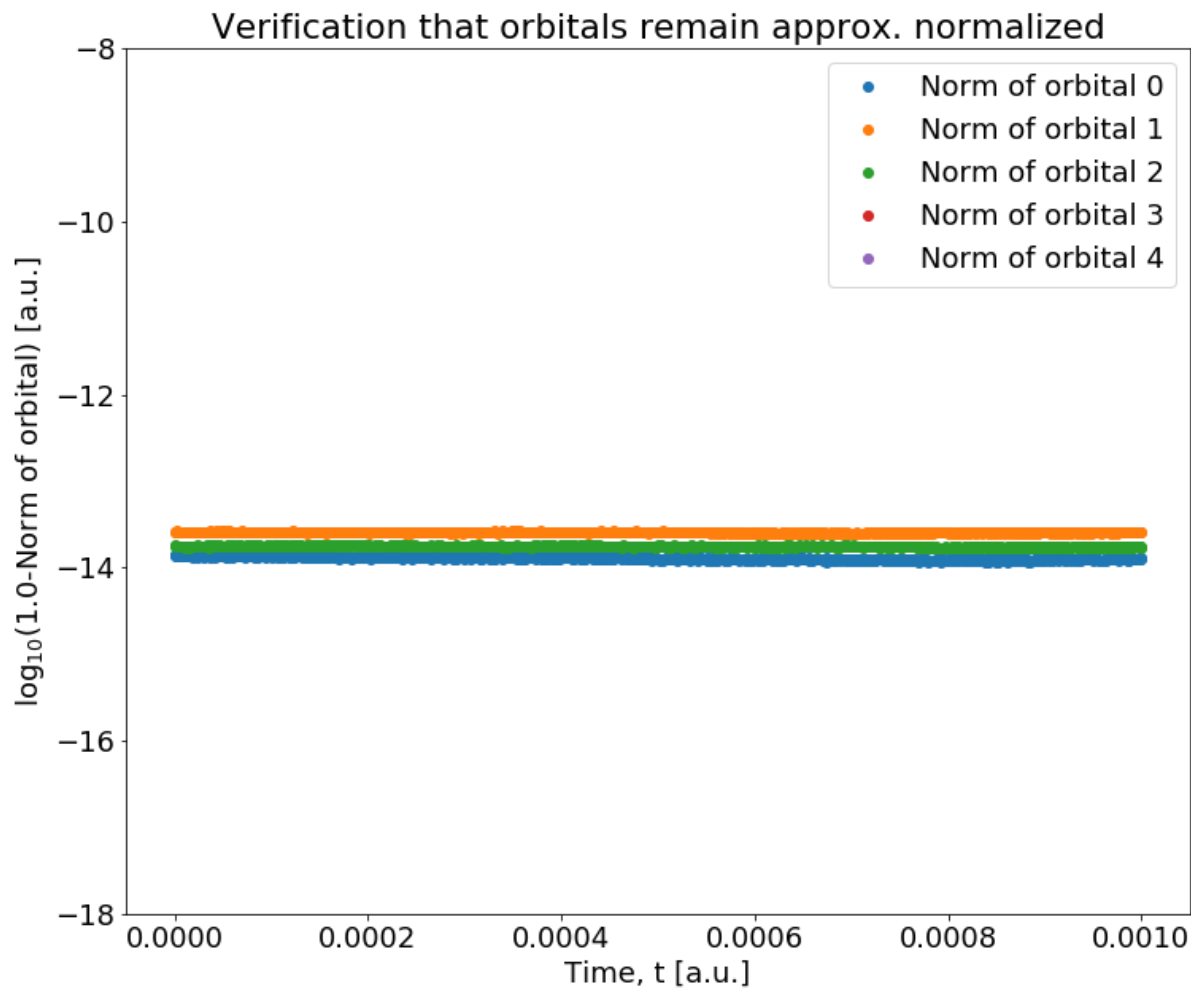 Verification that orbitals remain approx. normalized
−8
−10
−12
−14
−16
−18
log₁₀(1.0-Norm of orbital) [a.u.]
Norm of orbital 0
Norm of orbital 1
Norm of orbital 2
Norm of orbital 3
Norm of orbital 4
0.0000 0.0002 0.0004 0.0006 0.0008 0.0010
Time, t [a.u.]